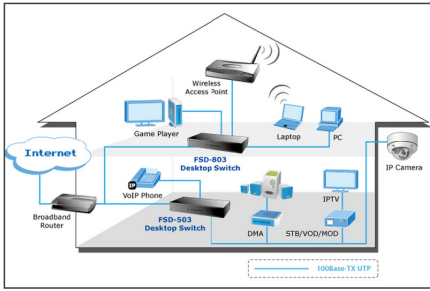 Wireless
Access Point
Game Player
Laptop
PC
Internet
FSD-803
Desktop Switch
IP Camera
IP
VoIP Phone
IPTV
Broadband
Router
FSD-503
Desktop Switch
DMA
STB/VOD/MOD
100Base TX UTP